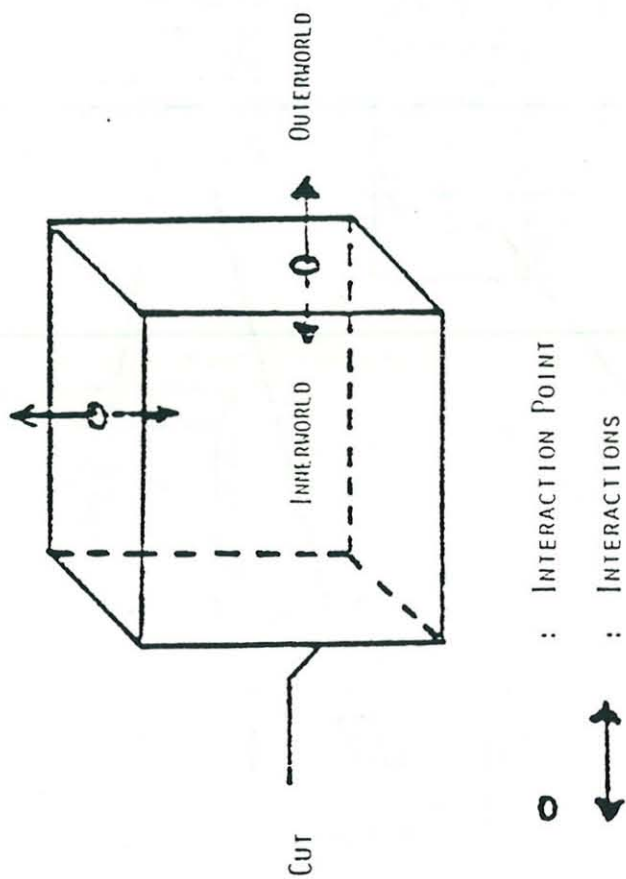 OUTERWORLD
INNERWORLD
CUT
: INTERACTION POINT
: INTERACTIONS